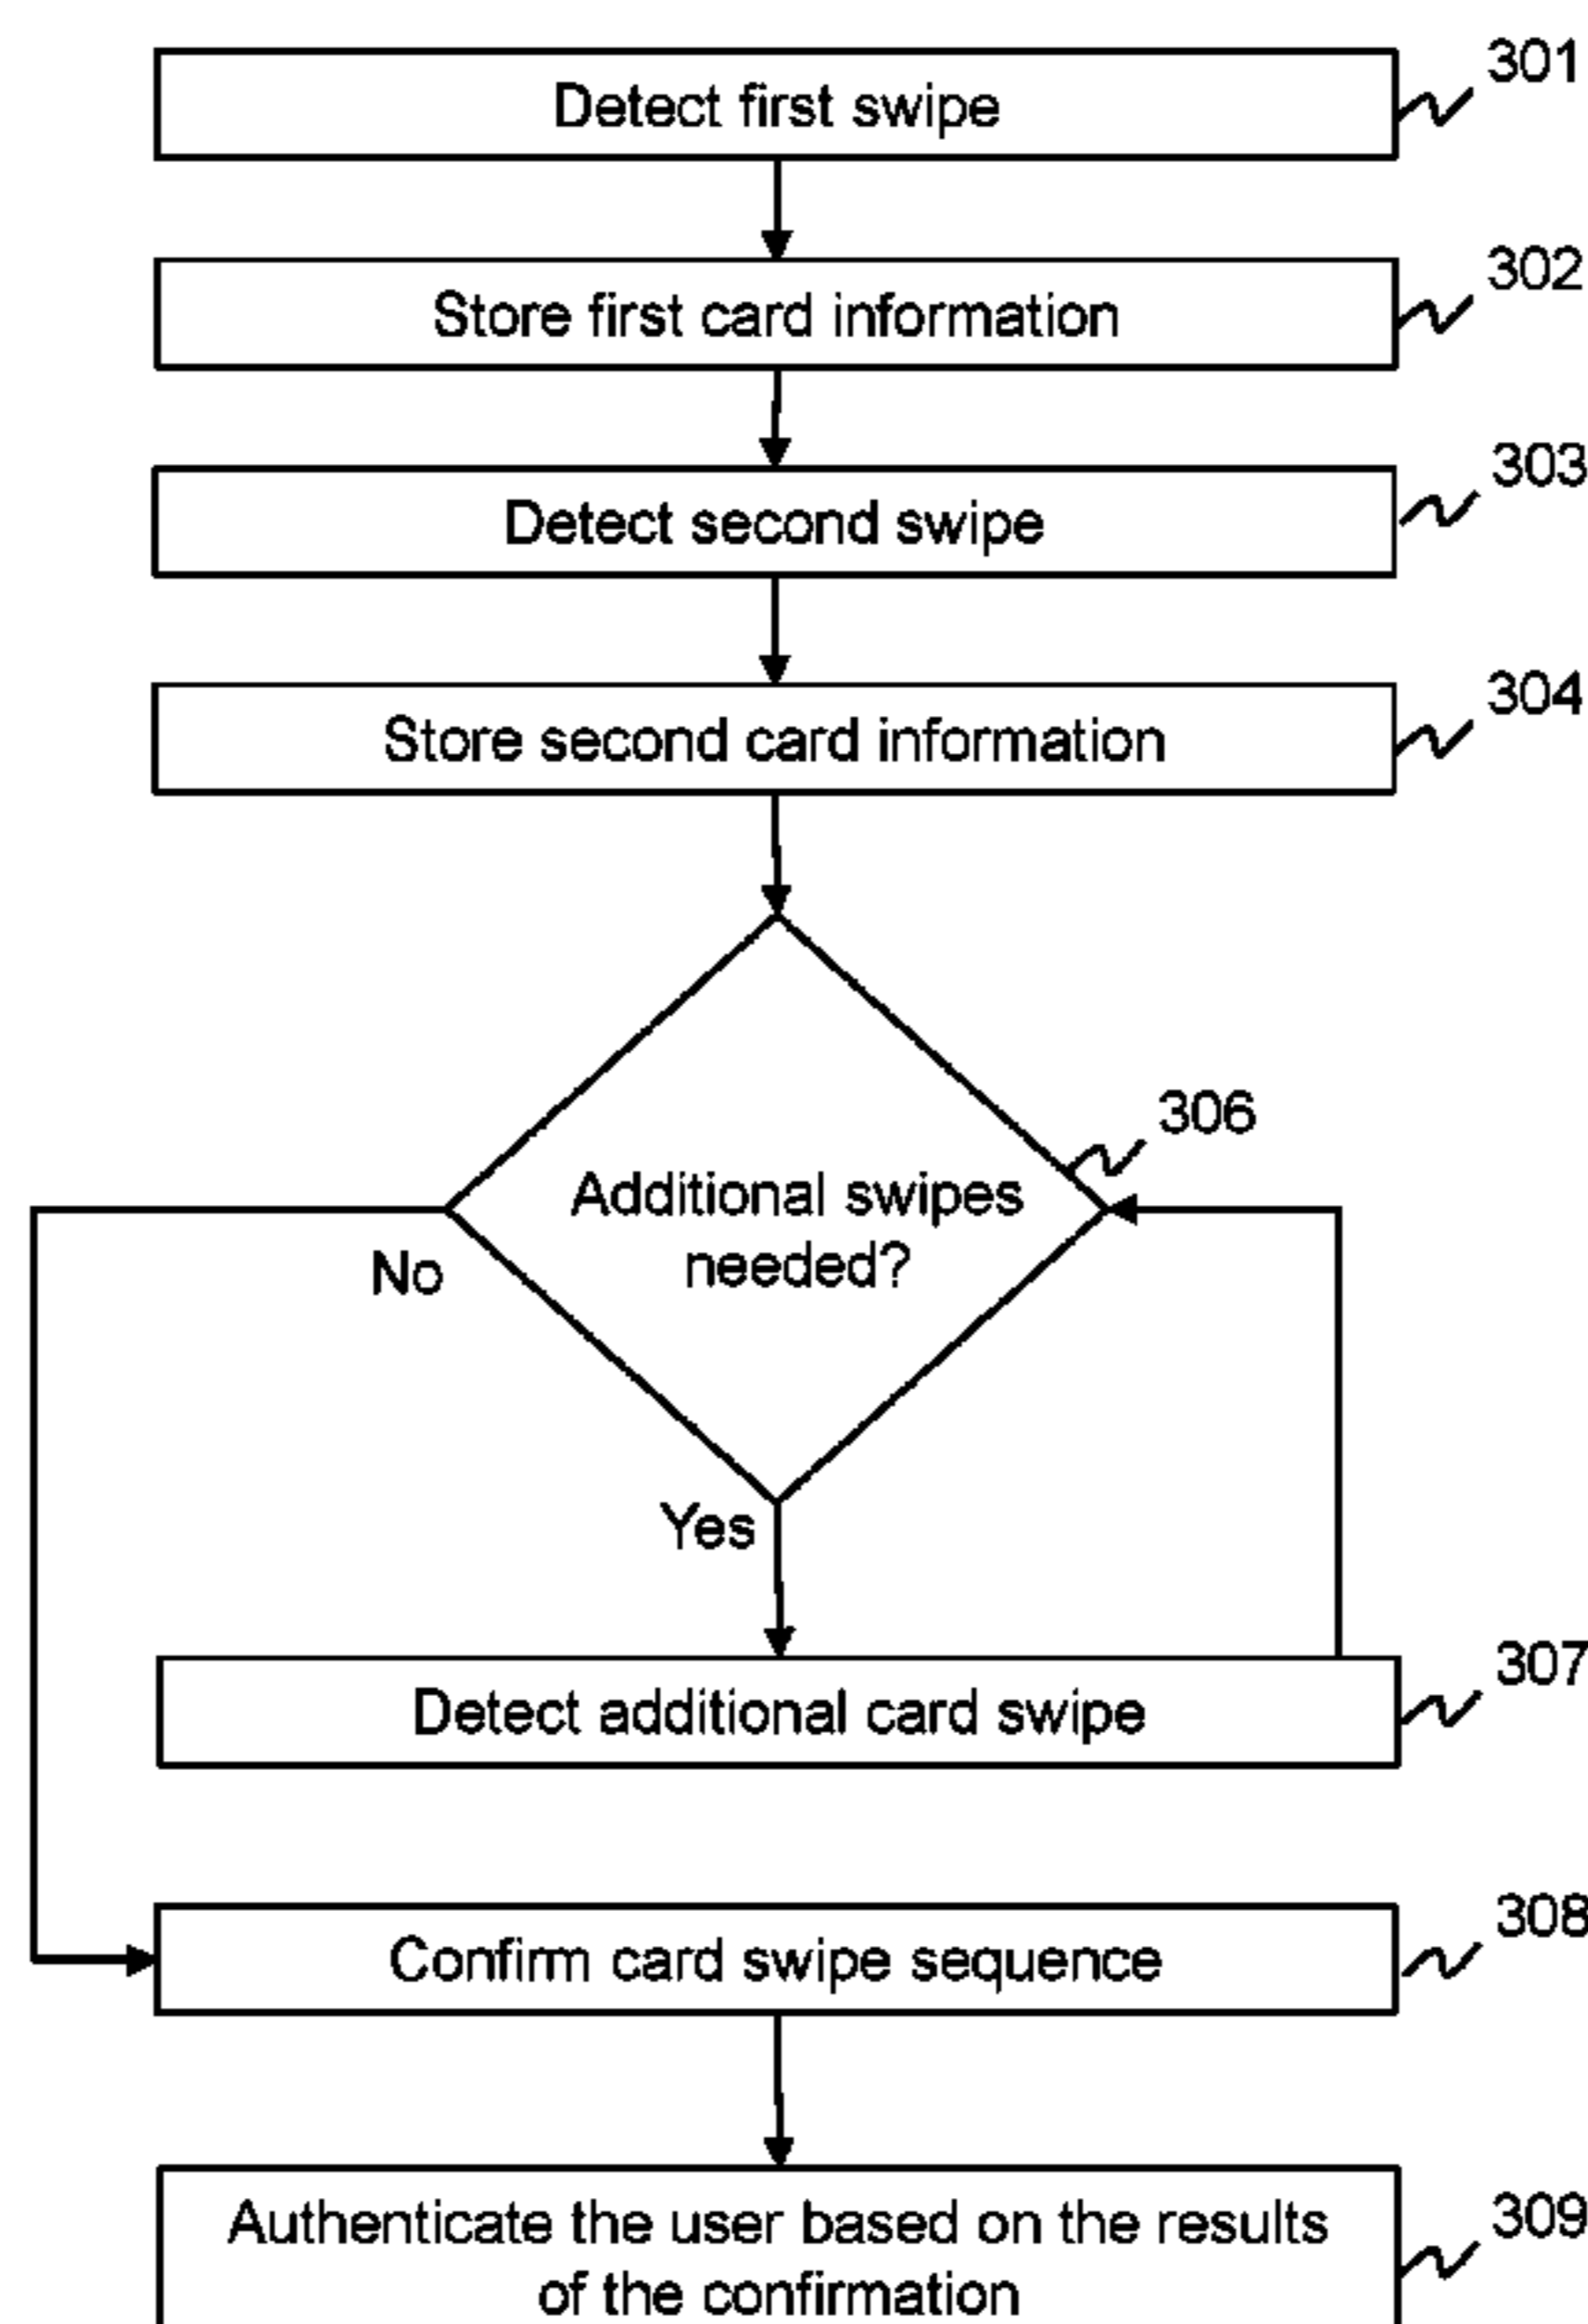 301
Detect first swipe
302
Store first card information
303
Detect second swipe
304
Store second card information
306
Additional swipes
needed?
No
Yes
307
Detect additional card swipe
308
Confirm card swipe sequence
309
Authenticate the user based on the results
of the confirmation